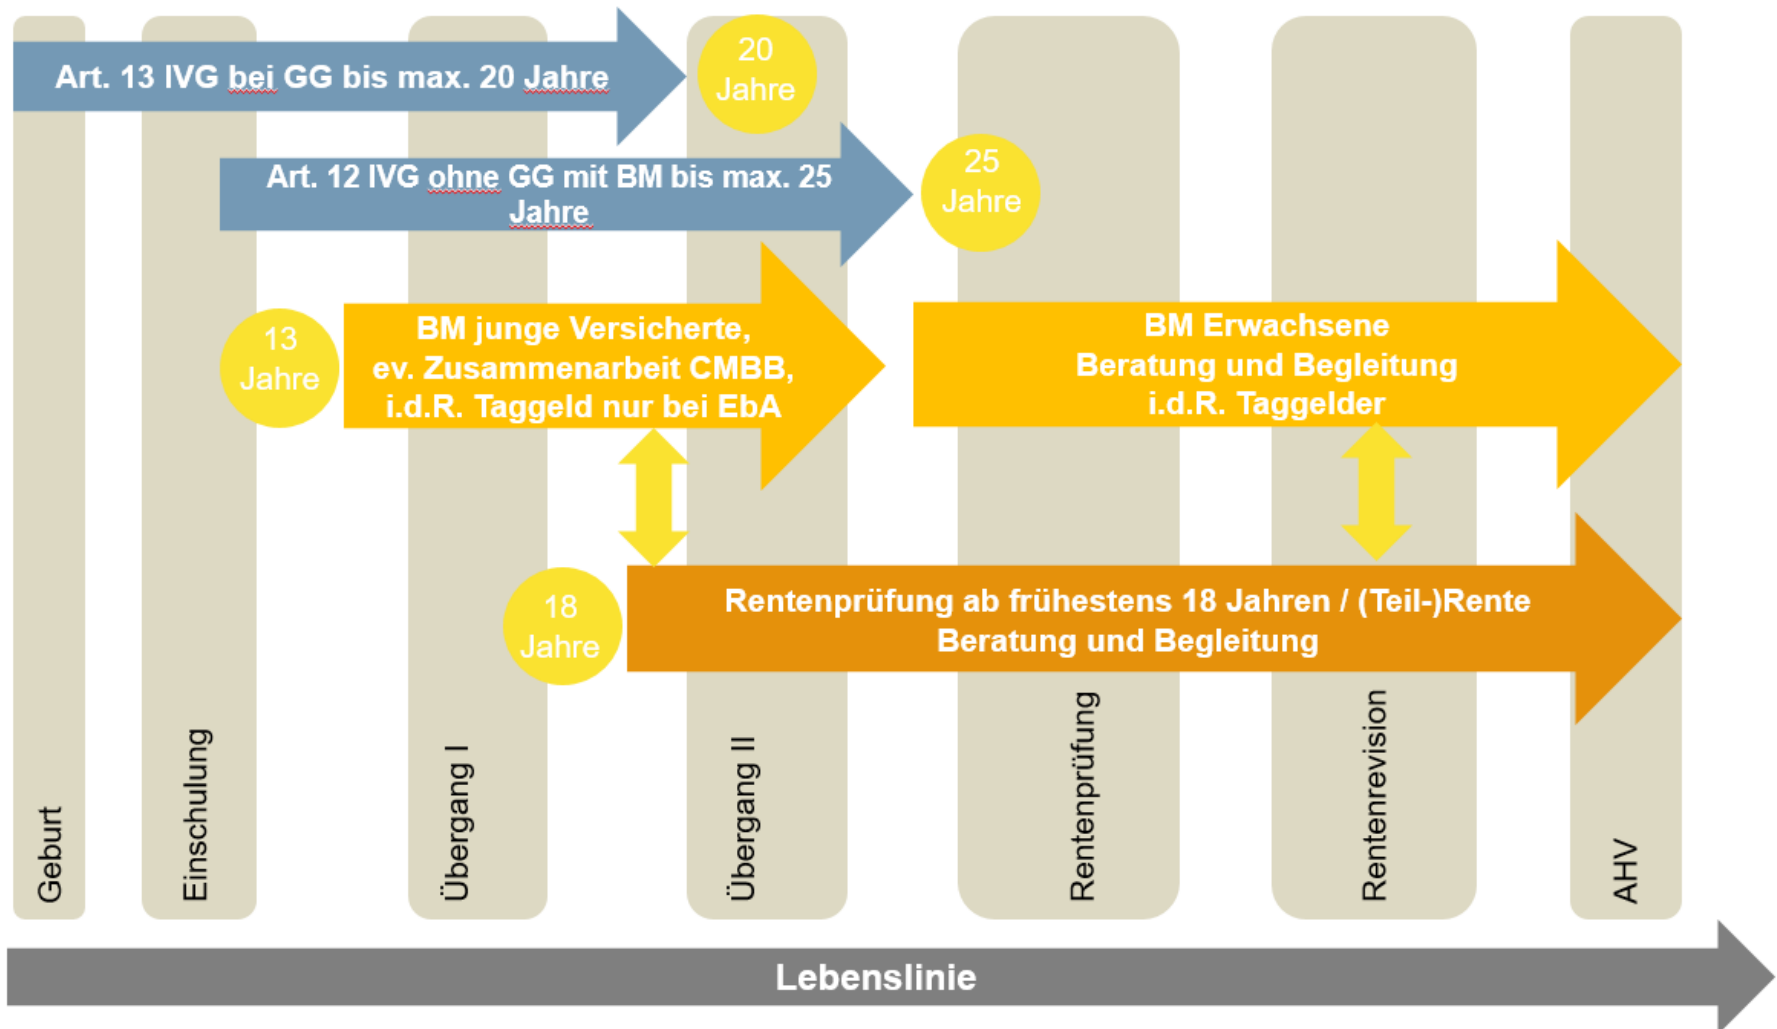 Art. 13 IVG bei GG bis max. 20 Jahre
20
Jahre
Art. 12 IVG ohne GG mit BM bis max. 25
Jahre
25
Jahre
13
Jahre
BM junge Versicherte,
ev. Zusammenarbeit CMBB,
i.d.R. Taggeld nur bei EbA
BM Erwachsene
Beratung und Begleitung
i.d.R. Taggelder
18
Jahre
Rentenprüfung ab frühestens 18 Jahren / (Teil-)Rente
Beratung und Begleitung
Geburt
Einschulung
Übergang I
Übergang II
Rentenprüfung
Rentenrevision
AHV
Lebenslinie